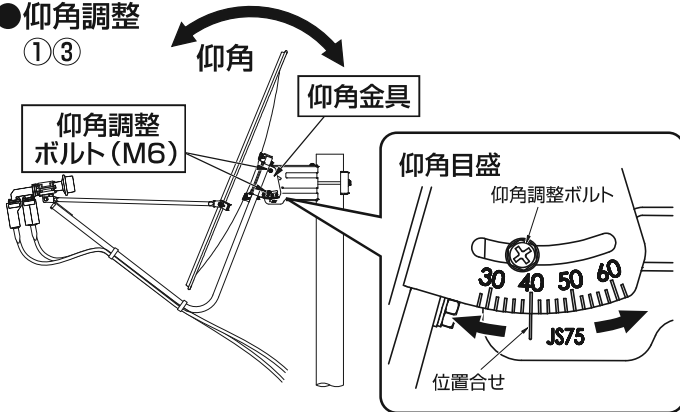 ●仰角調整
①③
仰角
仰角金具
仰角調整
ボルト（M6）
仰角目盛
仰角調整ボルト
30 40 50 60
JS75
位置合せ